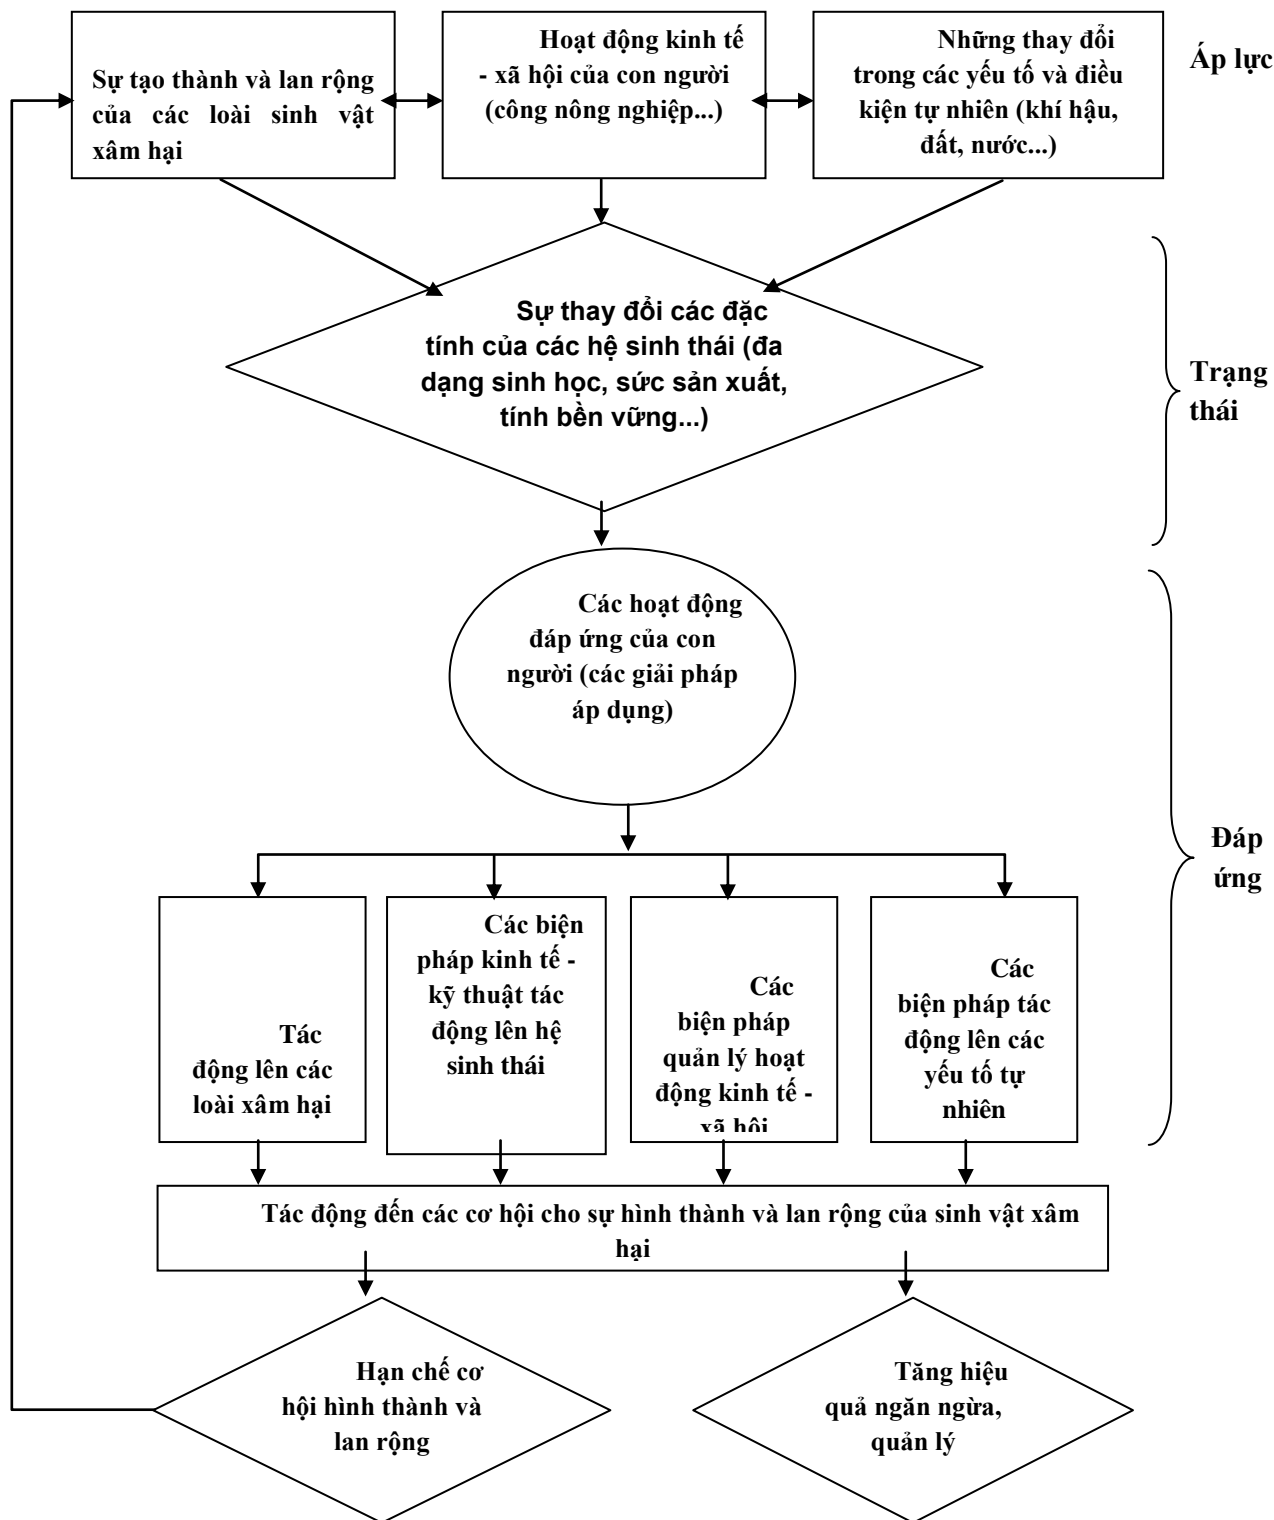 Sự tạo thành và lan rộng
của các loài sinh vật
xâm hại
Hoạt động kinh tế
- xã hội của con người
(công nông nghiệp...)
Những thay đổi
trong các yếu tố và điều
kiện tự nhiên (khí hậu,
đất, nước...)
Áp lực
Sự thay đổi các đặc
tính của các hệ sinh thái (đa
dạng sinh học, sức sản xuất,
tính bền vững...)
Trạng
thái
Các hoạt động
đáp ứng của con
người (các giải pháp
áp dụng)
Đáp
ứng
Tác
động lên các
loài xâm hại
Các biện
pháp kinh tế -
kỹ thuật tác
động lên hệ
sinh thái
Các
biện pháp
quản lý hoạt
động kinh tế -
xã hội
Các
biện pháp tác
động lên các
yếu tố tự
nhiên
Tác động đến các cơ hội cho sự hình thành và lan rộng của sinh vật xâm
hại
Hạn chế cơ
hội hình thành và
lan rộng
Tăng hiệu
quả ngăn ngừa,
quản lý